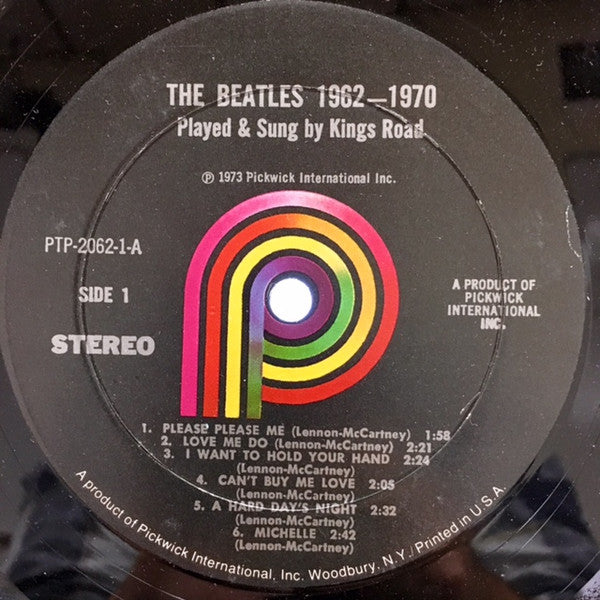 THE BEATLES 1962—1970
Played & Sung by Kings Road
℗ 1973 Pickwick International Inc.
PTP-2062-1-A
SIDE 1
STEREO
A PRODUCT OF
PICKWICK
INTERNATIONAL
INC.
1. PLEASE PLEASE ME (Lennon-McCartney) 1:58
2. LOVE ME DO (Lennon-McCartney) 2:21
3. I WANT TO HOLD YOUR HAND 2:24
(Lennon-McCartney)
4. CAN'T BUY ME LOVE 2:05
(Lennon-McCartney)
5. A HARD DAY'S NIGHT 2:32
(Lennon-McCartney)
6. MICHELLE 2:42
(Lennon-McCartney)
A product of Pickwick International, Inc. Woodbury, N.Y. Printed in U.S.A.